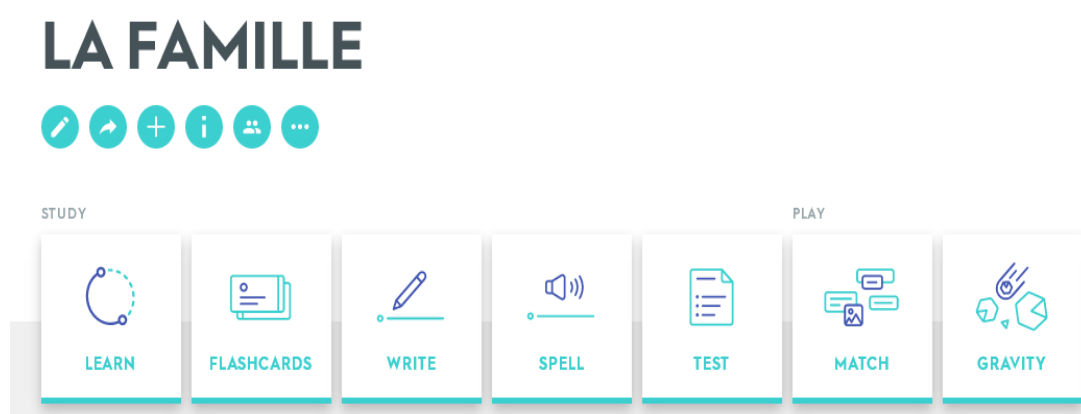 LA FAMILLE
STUDY
PLAY
LEARN
FLASHCARDS
WRITE
SPELL
TEST
MATCH
GRAVITY